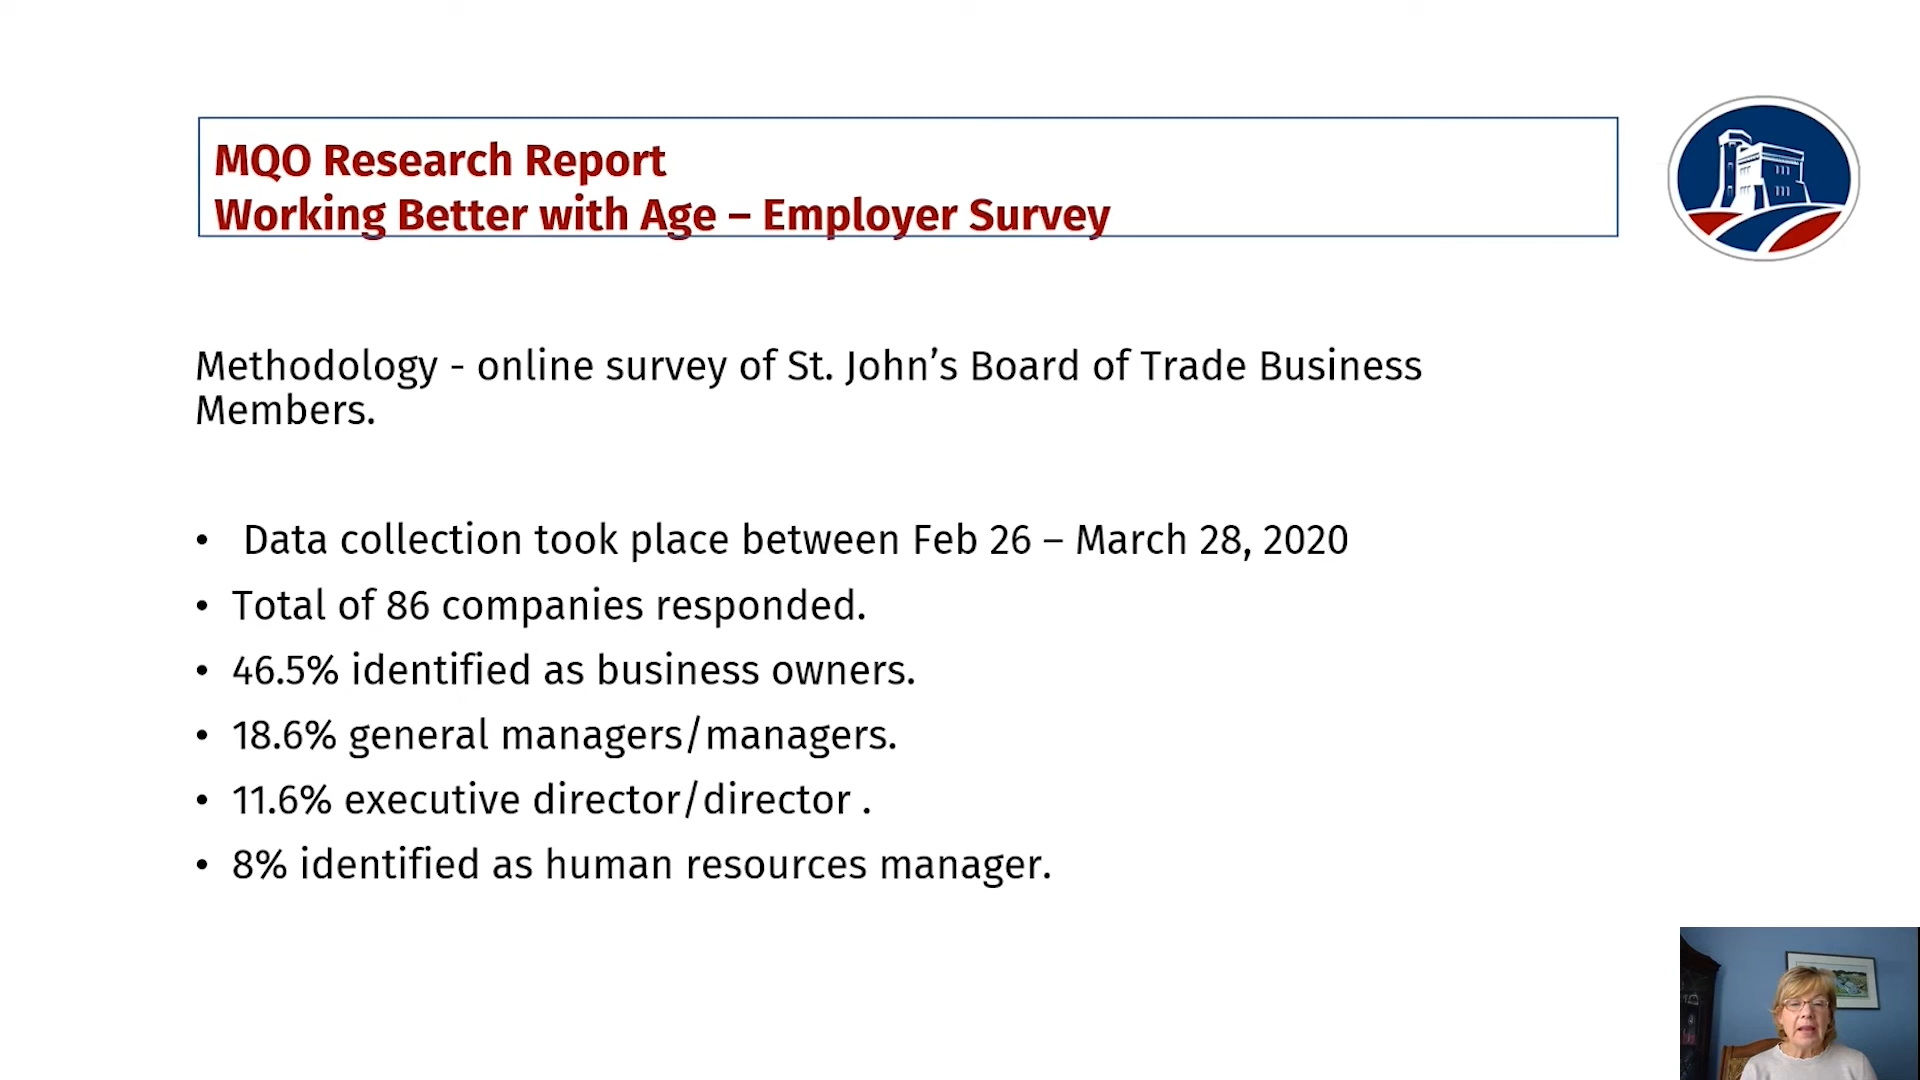 MQO Research Report
Working Better with Age – Employer Survey
Methodology - online survey of St. John’s Board of Trade Business
Members.
• Data collection took place between Feb 26 – March 28, 2020
• Total of 86 companies responded.
• 46.5% identified as business owners.
• 18.6% general managers/managers.
• 11.6% executive director/director .
• 8% identified as human resources manager.